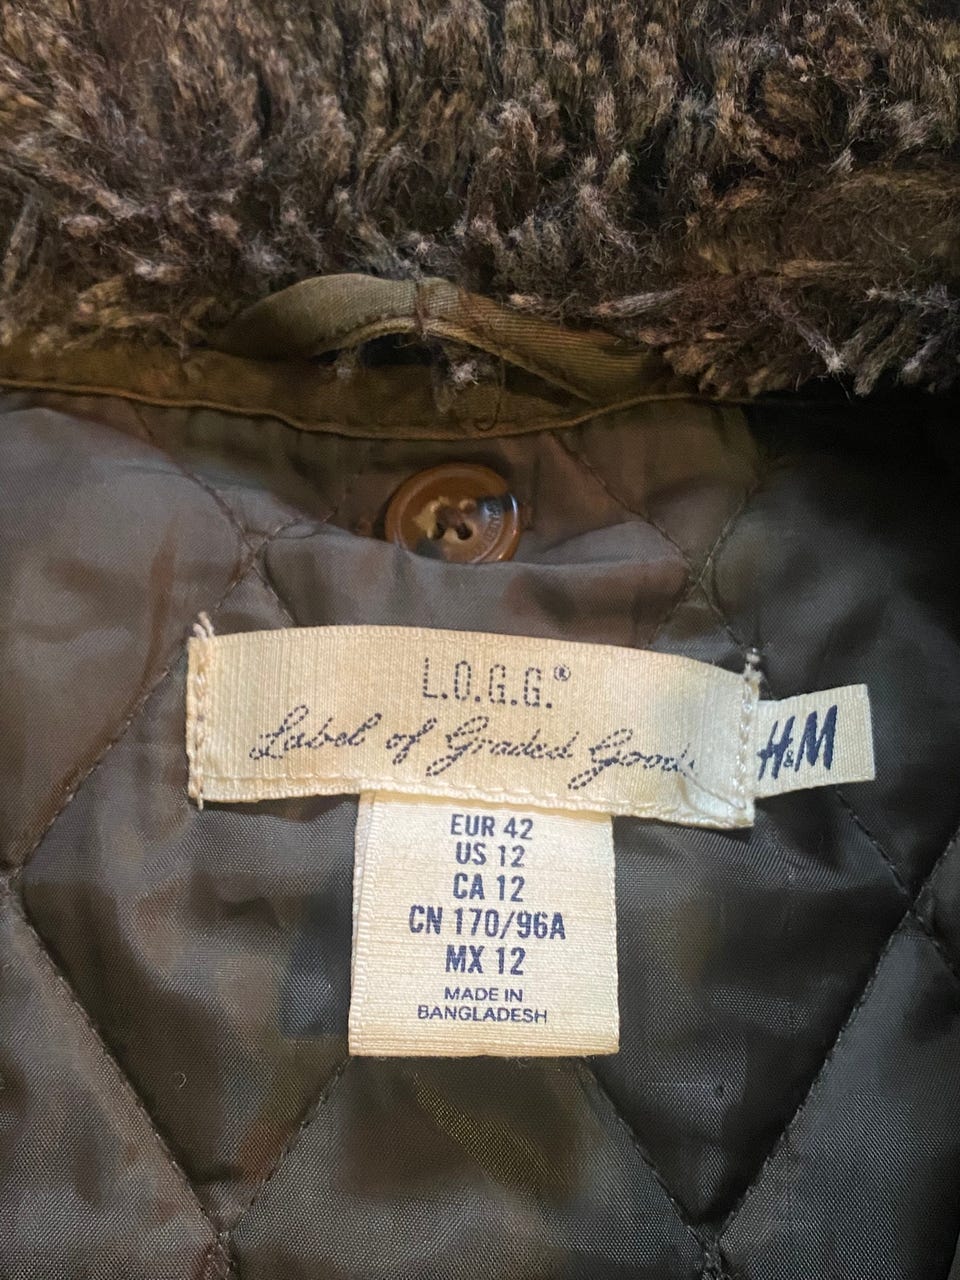 L.O.G.G.®
Label of Graded Goods
H&M
EUR 42
US 12
CA 12
CN 170/96A
MX 12
MADE IN
BANGLADESH